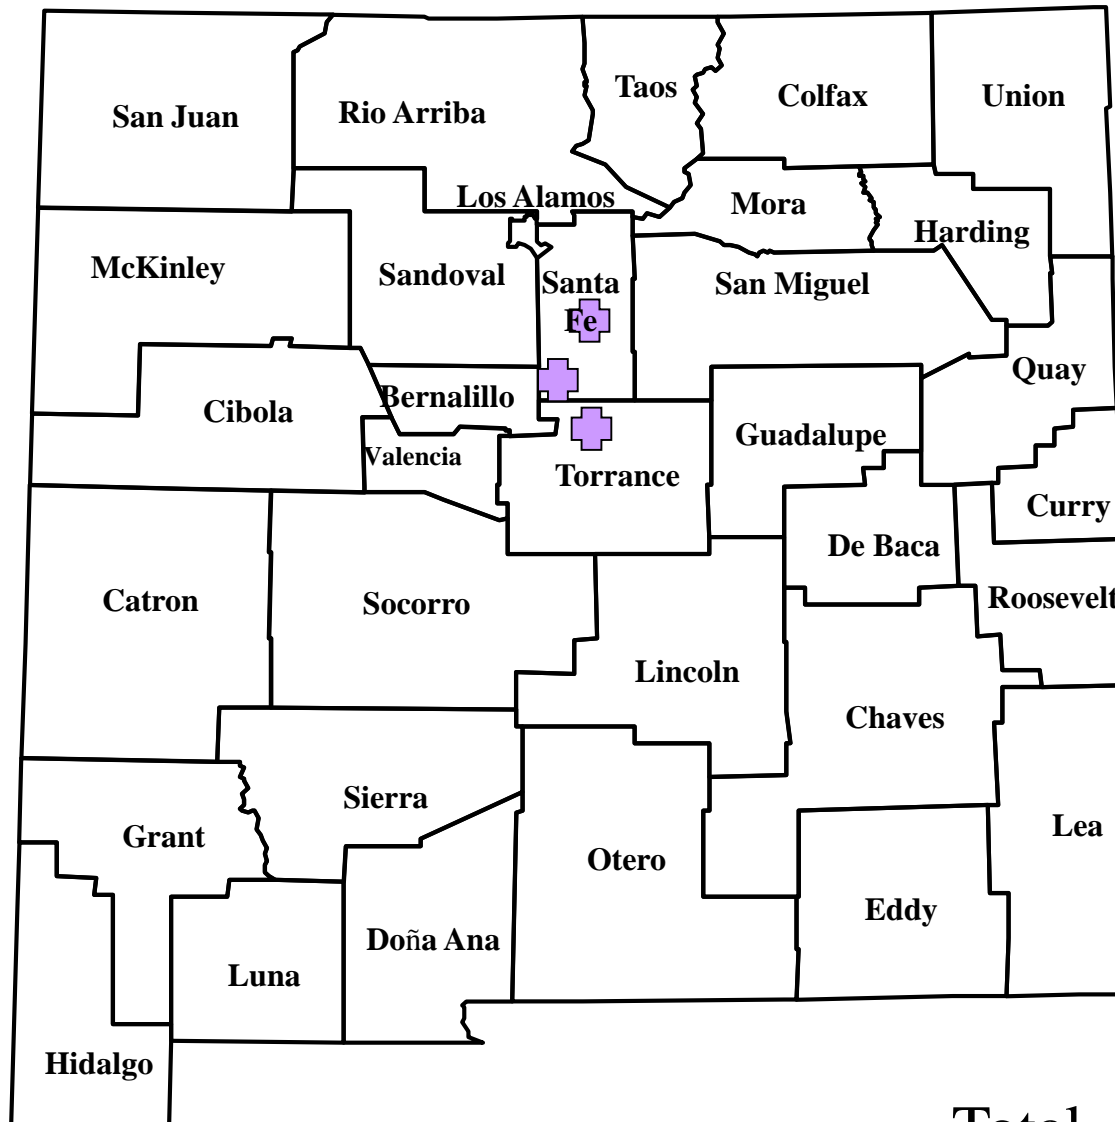 San Juan
Rio Arriba
Taos
Colfax
Union
Los Alamos
Mora
Harding
McKinley
Sandoval
Santa
Fe
San Miguel
Quay
Cibola
Bernalillo
Guadalupe
Valencia
Torrance
Curry
De Baca
Catron
Socorro
Roosevelt
Lincoln
Chaves
Sierra
Grant
Lea
Otero
Eddy
Doña Ana
Luna
Hidalgo
Total